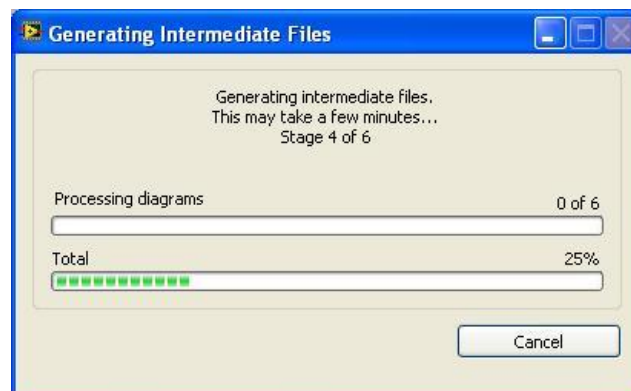 Generating Intermediate Files
Generating intermediate files.
This may take a few minutes...
Stage 4 of 6
Processing diagrams 0 of 6
Total 25%
Cancel